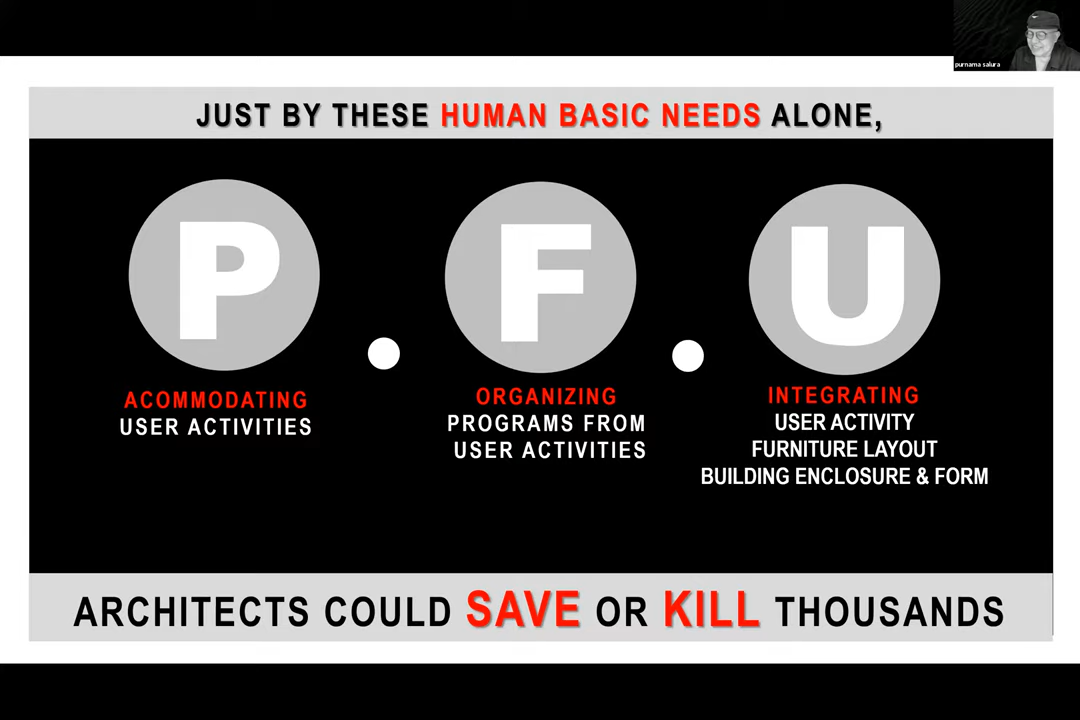 purnama salura
JUST BY THESE HUMAN BASIC NEEDS ALONE,
P
F
U
ACOMMODATING
USER ACTIVITIES
ORGANIZING
PROGRAMS FROM
USER ACTIVITIES
INTEGRATING
USER ACTIVITY
FURNITURE LAYOUT
BUILDING ENCLOSURE & FORM
ARCHITECTS COULD SAVE OR KILL THOUSANDS